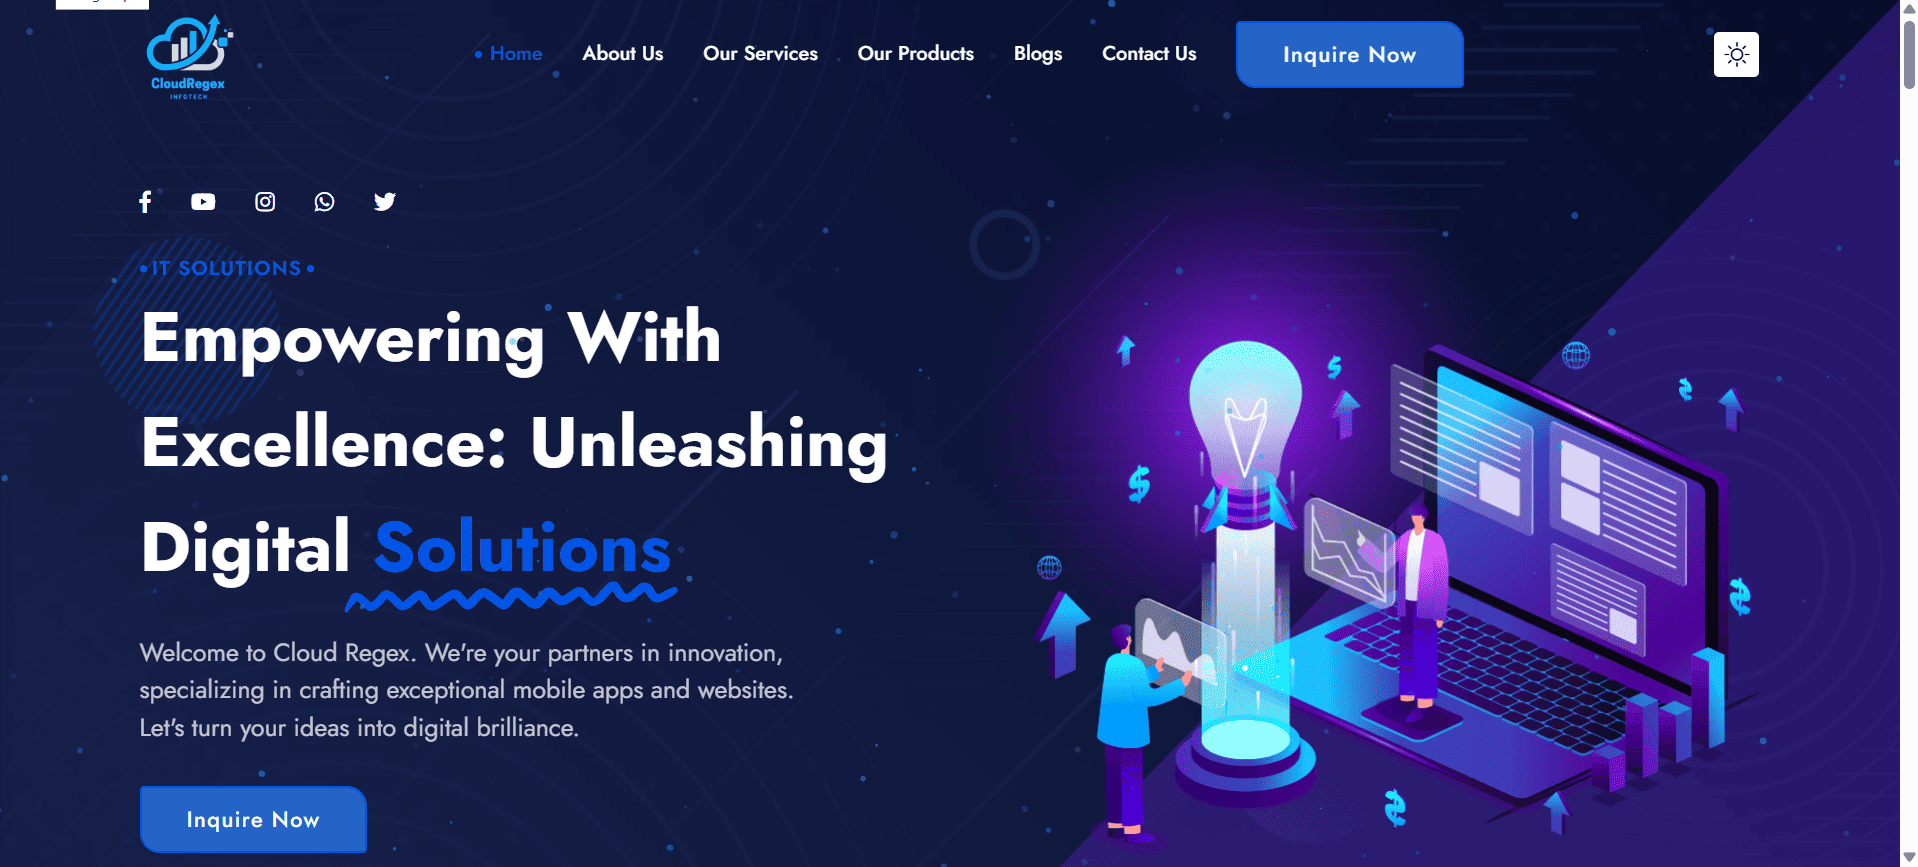 CloudRegex
INFOTECH
Home
About Us
Our Services
Our Products
Blogs
Contact Us
Inquire Now
IT SOLUTIONS
Empowering With
Excellence: Unleashing
Digital Solutions
Welcome to Cloud Regex. We're your partners in innovation,
specializing in crafting exceptional mobile apps and websites.
Let's turn your ideas into digital brilliance.
Inquire Now